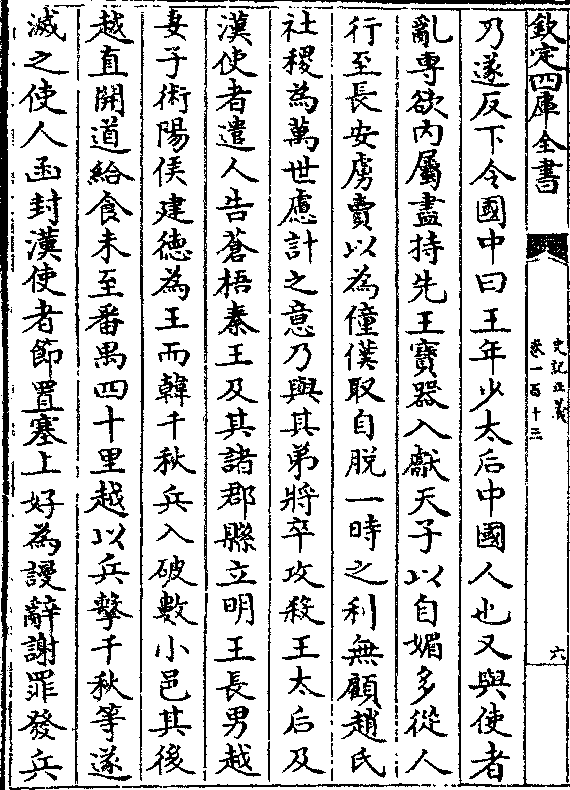 欽定四庫全書
史記正義
卷一百十三
六
乃遂反下令國中曰王年少太后中國人也又與使者
亂專欲內屬盡持先王寶器入獻天子以自媚多從人
行至長安虜賣以為僮僕取自脫一時之利無顧趙氏
社稷為萬世慮計之意乃與其弟將卒攻殺王太后及
漢使者遣人告蒼梧秦王及其諸郡縣立明王長男越
妻子術陽侯建德為王而韓千秋兵入破數小邑其後
越直開道給食未至番禺四十里越以兵擊千秋等遂
滅之使人函封漢使者節置塞上好為謾辭謝罪發兵